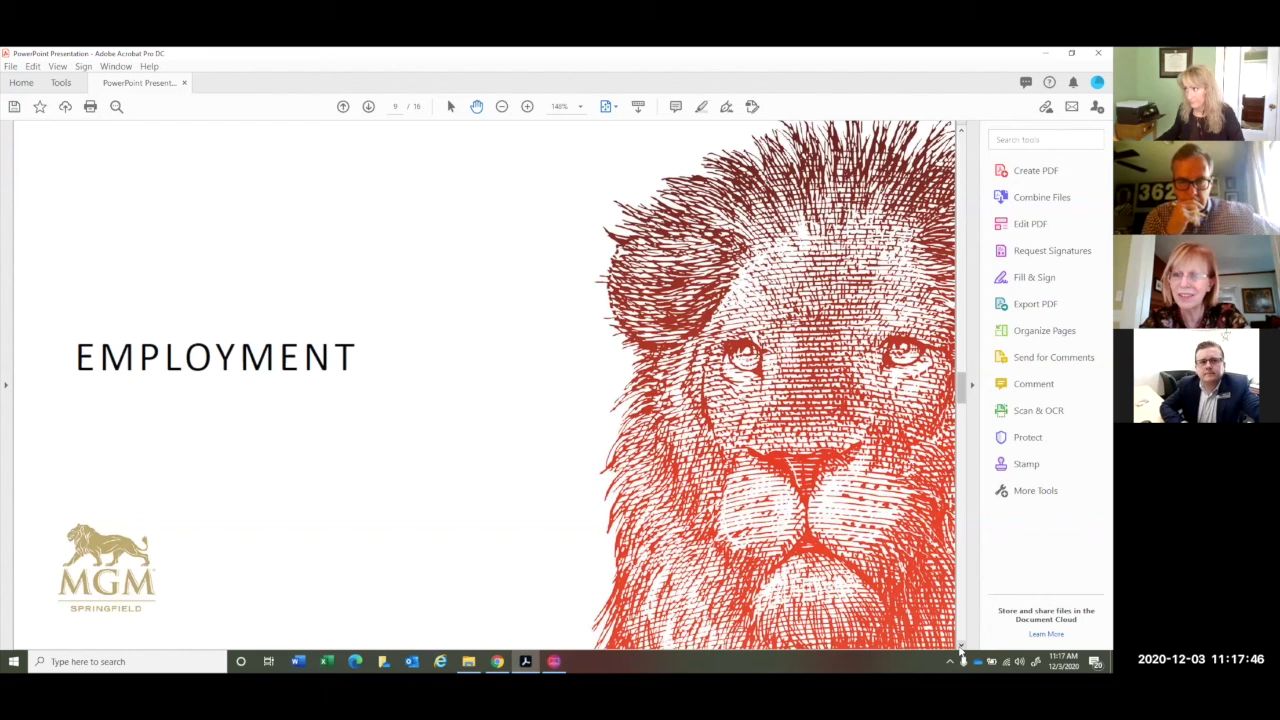 PowerPoint Presentation - Adobe Acrobat Pro DC
File Edit View Sign Window Help
Home Tools PowerPoint Present... ×
9 / 16 148%
Search tools
Create PDF
Combine Files
Edit PDF
Request Signatures
Fill & Sign
Export PDF
Organize Pages
Send for Comments
Comment
Scan & OCR
Protect
Stamp
More Tools
Store and share files in the
Document Cloud
Learn More
EMPLOYMENT
MGM
SPRINGFIELD
362
Type here to search
11:17 AM
12/3/2020
20
2020-12-03 11:17:46